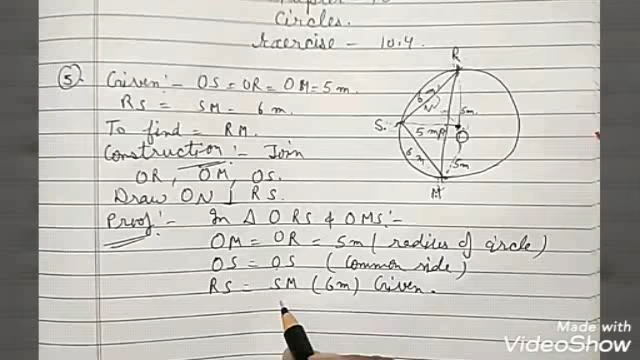 Circles.
Exercise - 10.4.
5) Given:- OS = OR = OM = 5m.
RS = SM = 6m.
To find = RM.
Construction:- Join
OR, OM, OS.
Draw ON ⊥ RS.
Proof:- In Δ ORS & OMS:-
OM = OR = 5m (radius of circle)
OS = OS (Common side)
RS = SM (6m) Given.
R
6m
N
5m
S
5m
P
O
6m
5m
M
Made with
VideoShow